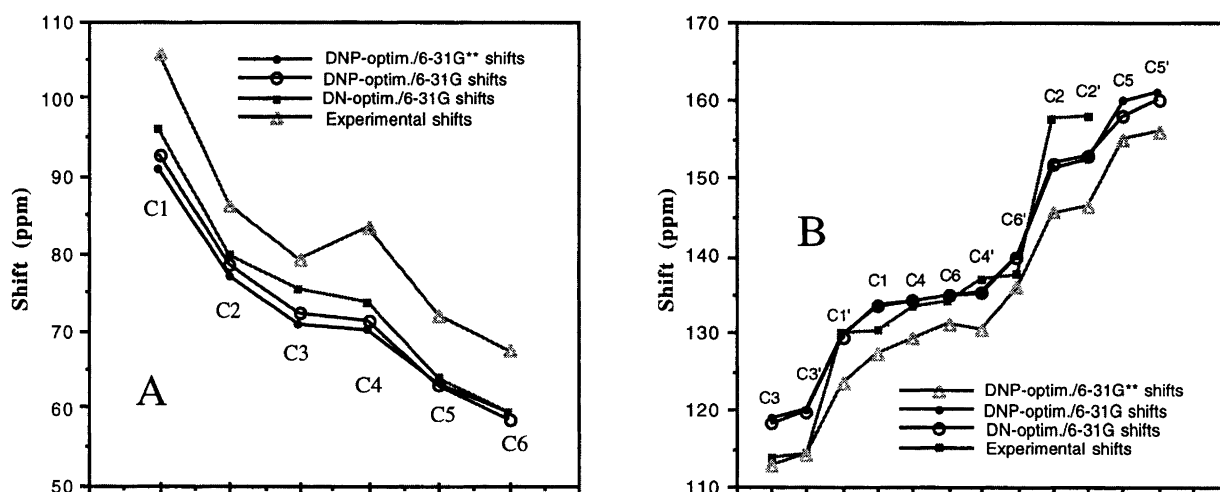 110
100
90
80
70
60
50
Shift (ppm)
DNP-optim./6-31G** shifts
DNP-optim./6-31G shifts
DN-optim./6-31G shifts
Experimental shifts
C1
C2
C3
C4
C5
C6
A
170
160
150
140
130
120
110
Shift (ppm)
B
C3
C3'
C1'
C1
C4
C6
C4'
C6'
C2
C2'
C5
C5'
DNP-optim./6-31G** shifts
DNP-optim./6-31G shifts
DN-optim./6-31G shifts
Experimental shifts